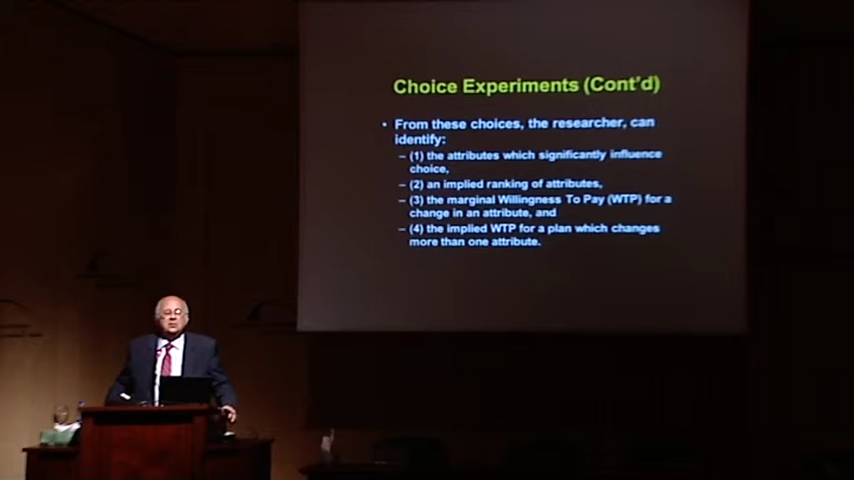 Choice Experiments (Cont'd)
• From these choices, the researcher, can
identify:
– (1) the attributes which significantly influence
choice,
– (2) an implied ranking of attributes,
– (3) the marginal Willingness To Pay (WTP) for a
change in an attribute, and
– (4) the implied WTP for a plan which changes
more than one attribute.